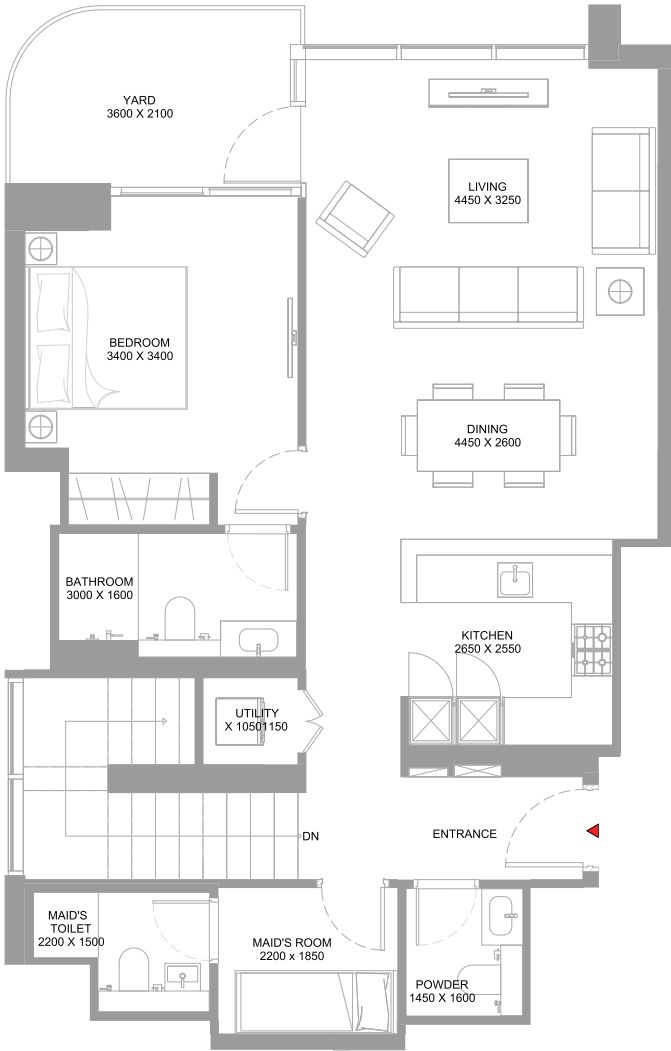 YARD
3600 X 2100
LIVING
4450 X 3250
BEDROOM
3400 X 3400
DINING
4450 X 2600
BATHROOM
3000 X 1600
KITCHEN
2650 X 2550
UTILITY
X 10501150
DN
ENTRANCE
MAID'S
TOILET
2200 X 1500
MAID'S ROOM
2200 x 1850
POWDER
1450 X 1600